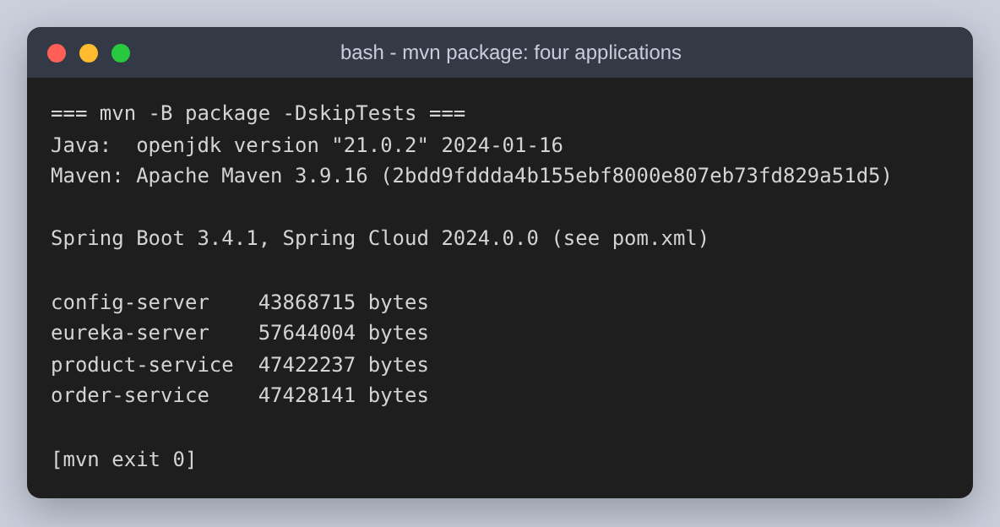 bash - mvn package: four applications
=== mvn -B package -DskipTests ===
Java:  openjdk version "21.0.2" 2024-01-16
Maven: Apache Maven 3.9.16 (2bdd9fddda4b155ebf8000e807eb73fd829a51d5)
Spring Boot 3.4.1, Spring Cloud 2024.0.0 (see pom.xml)
config-server    43868715 bytes
eureka-server    57644004 bytes
product-service  47422237 bytes
order-service    47428141 bytes
[mvn exit 0]